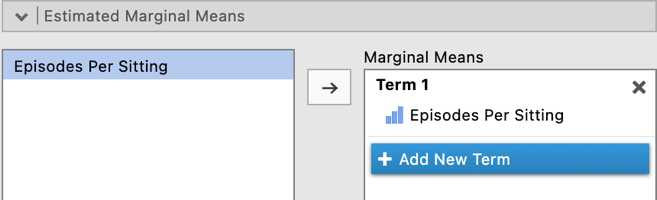 Estimated Marginal Means
Episodes Per Sitting
Marginal Means
Term 1
Episodes Per Sitting
+ Add New Term